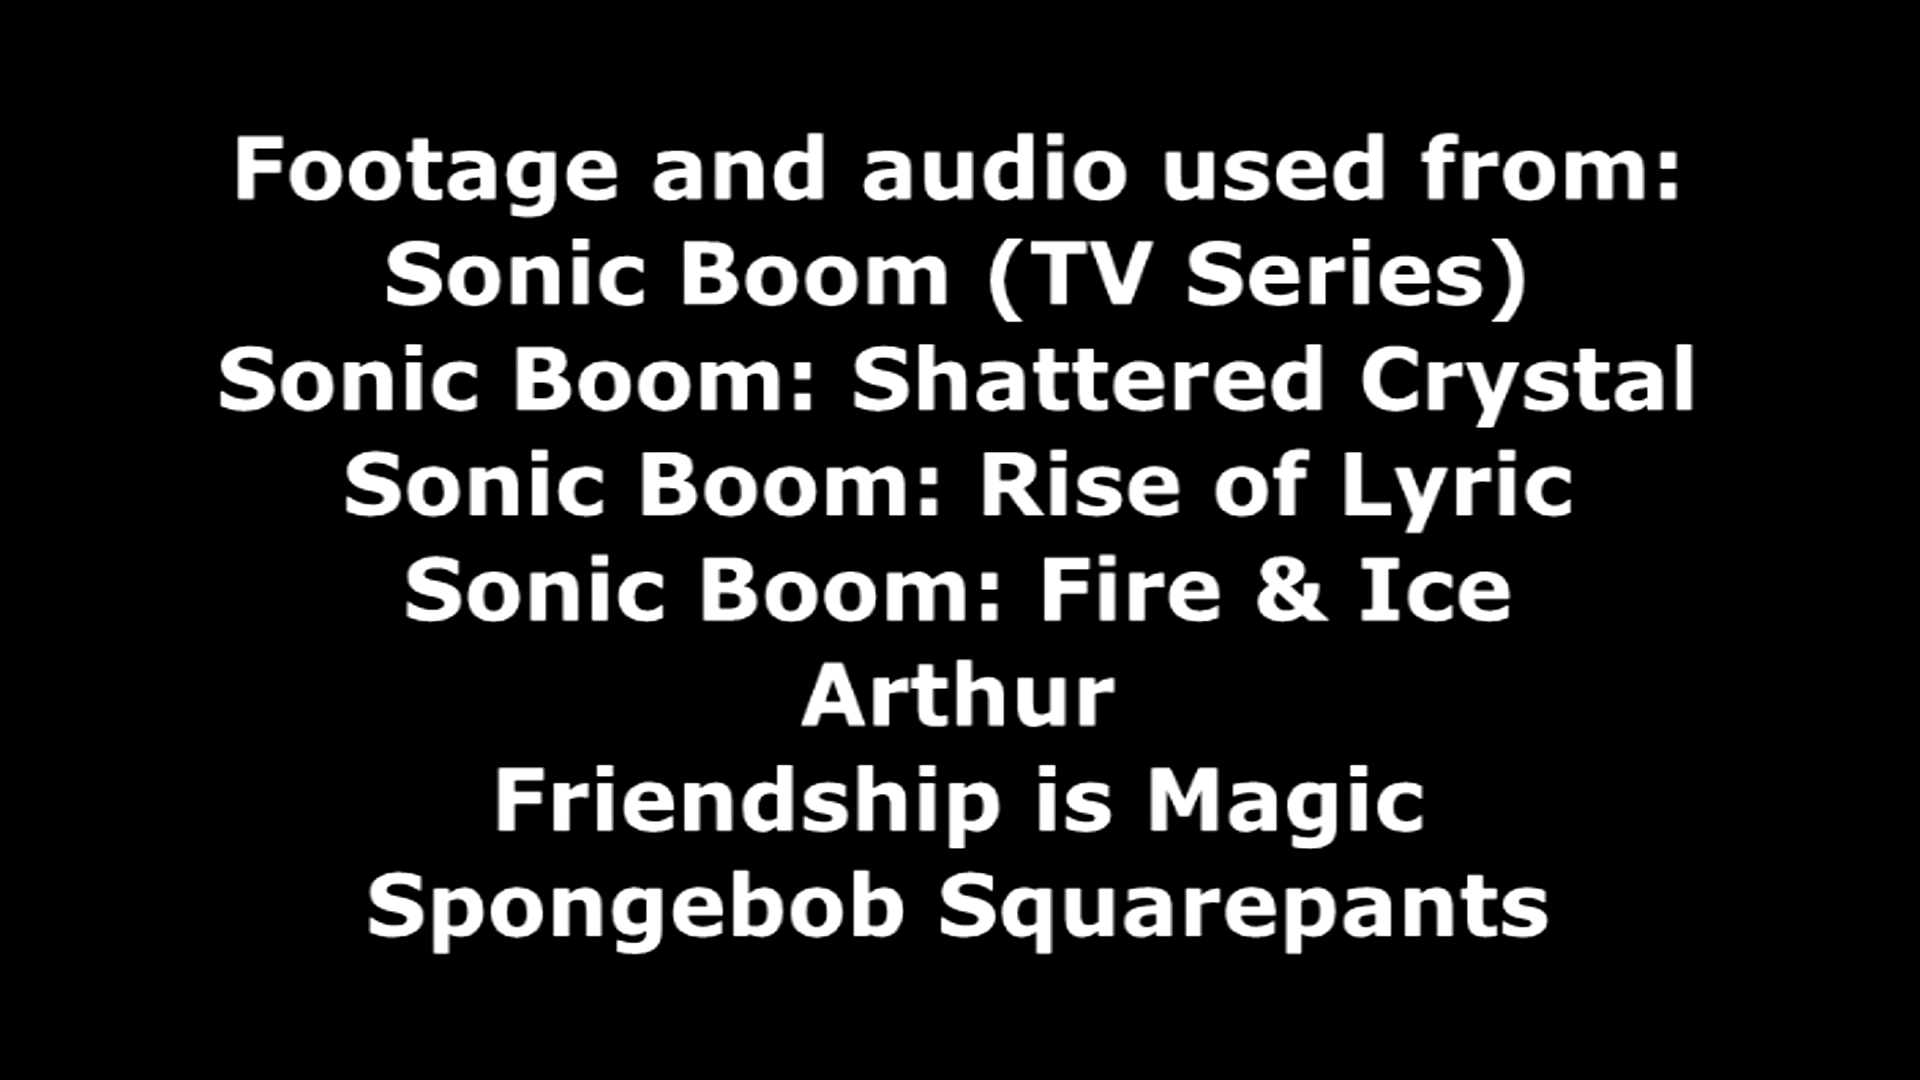 Footage and audio used from:
Sonic Boom (TV Series)
Sonic Boom: Shattered Crystal
Sonic Boom: Rise of Lyric
Sonic Boom: Fire & Ice
Arthur
Friendship is Magic
Spongebob Squarepants